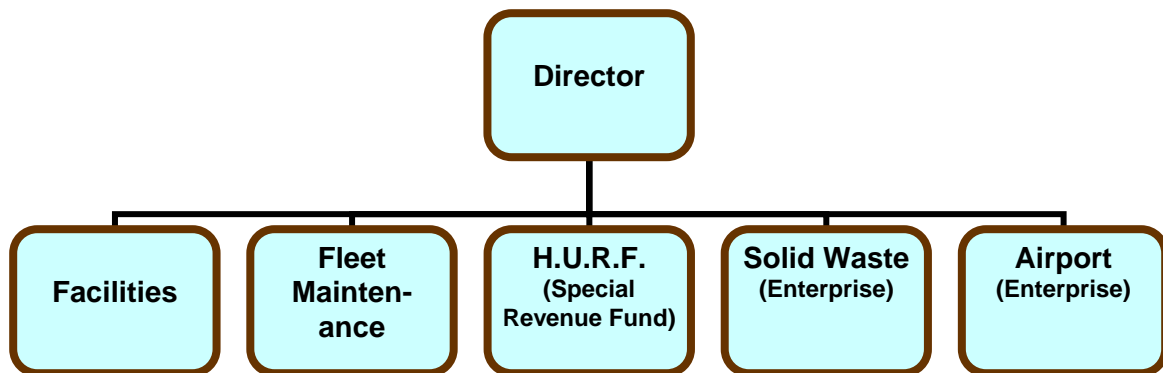 Director
Facilities
Fleet
Mainten-
ance
H.U.R.F.
(Special
Revenue Fund)
Solid Waste
(Enterprise)
Airport
(Enterprise)